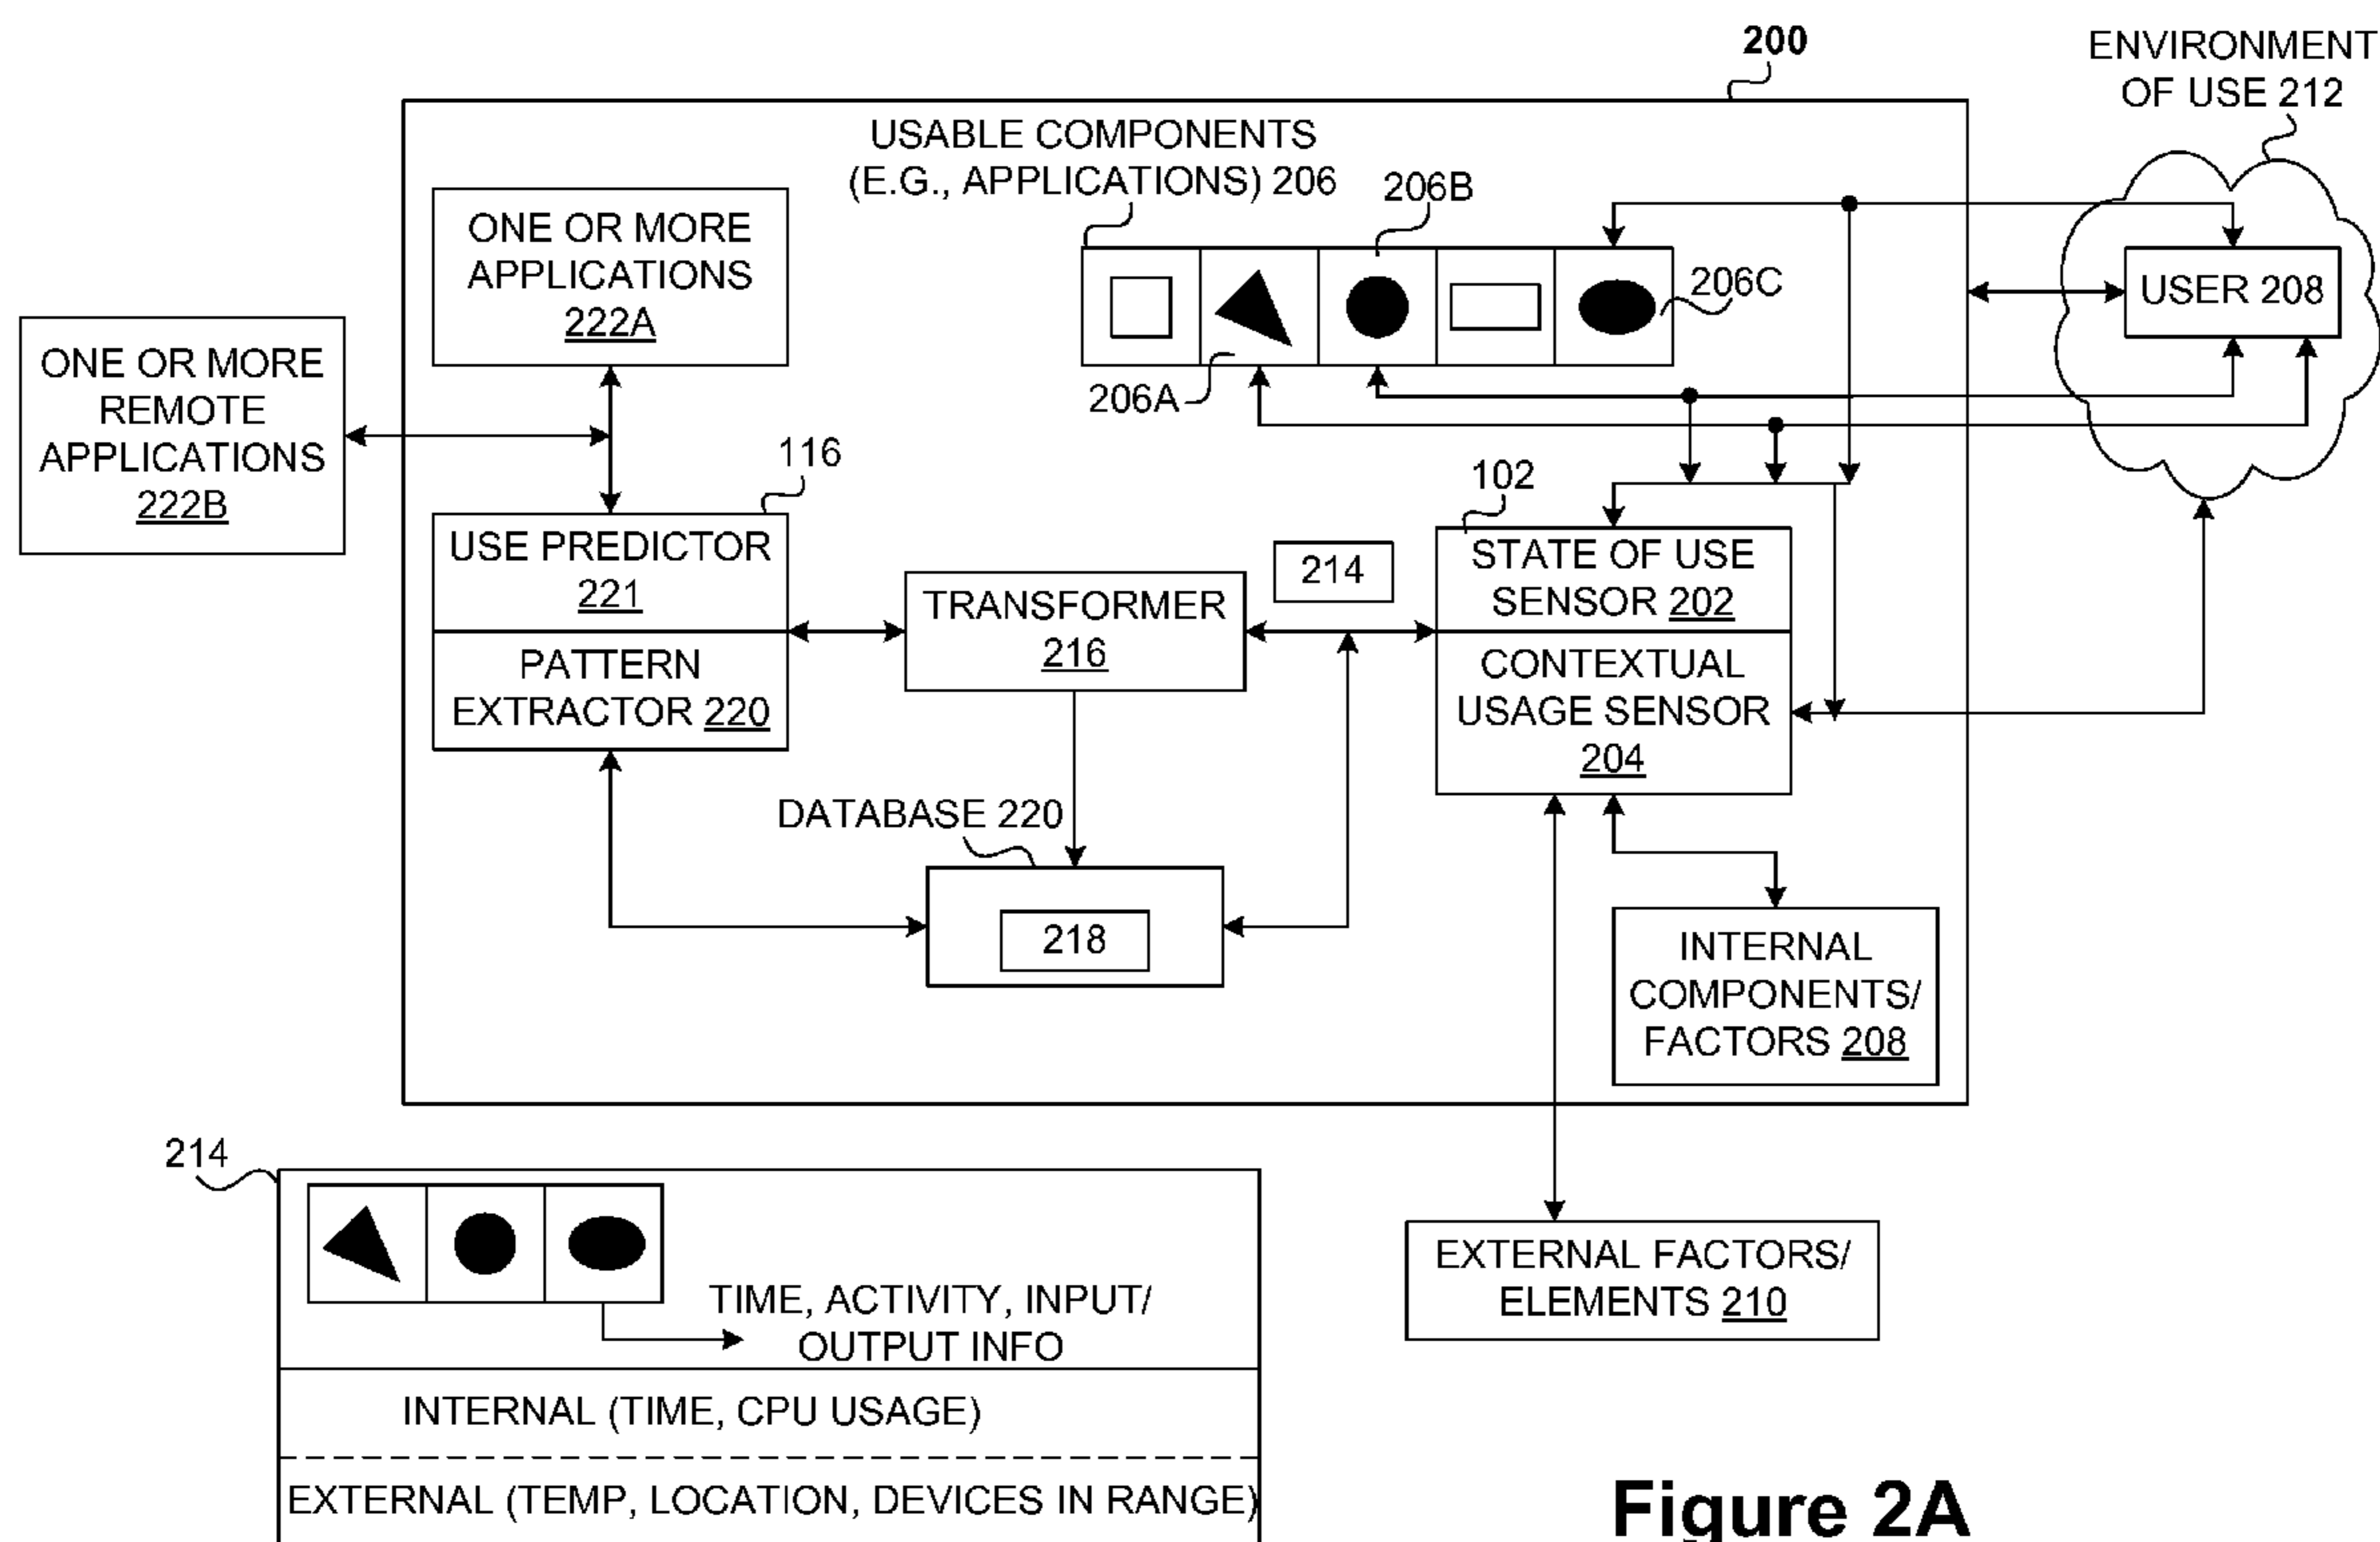 200
ENVIRONMENT
OF USE 212
USABLE COMPONENTS
(E.G., APPLICATIONS) 206
206B
ONE OR MORE
APPLICATIONS
222A
206C
USER 208
206A
ONE OR MORE
REMOTE
APPLICATIONS
222B
116
102
USE PREDICTOR
221
PATTERN
EXTRACTOR 220
TRANSFORMER
216
214
STATE OF USE
SENSOR 202
CONTEXTUAL
USAGE SENSOR
204
DATABASE 220
218
INTERNAL
COMPONENTS/
FACTORS 208
EXTERNAL FACTORS/
ELEMENTS 210
214
TIME, ACTIVITY, INPUT/
OUTPUT INFO
INTERNAL (TIME, CPU USAGE)
EXTERNAL (TEMP, LOCATION, DEVICES IN RANGE)
Figure 2A